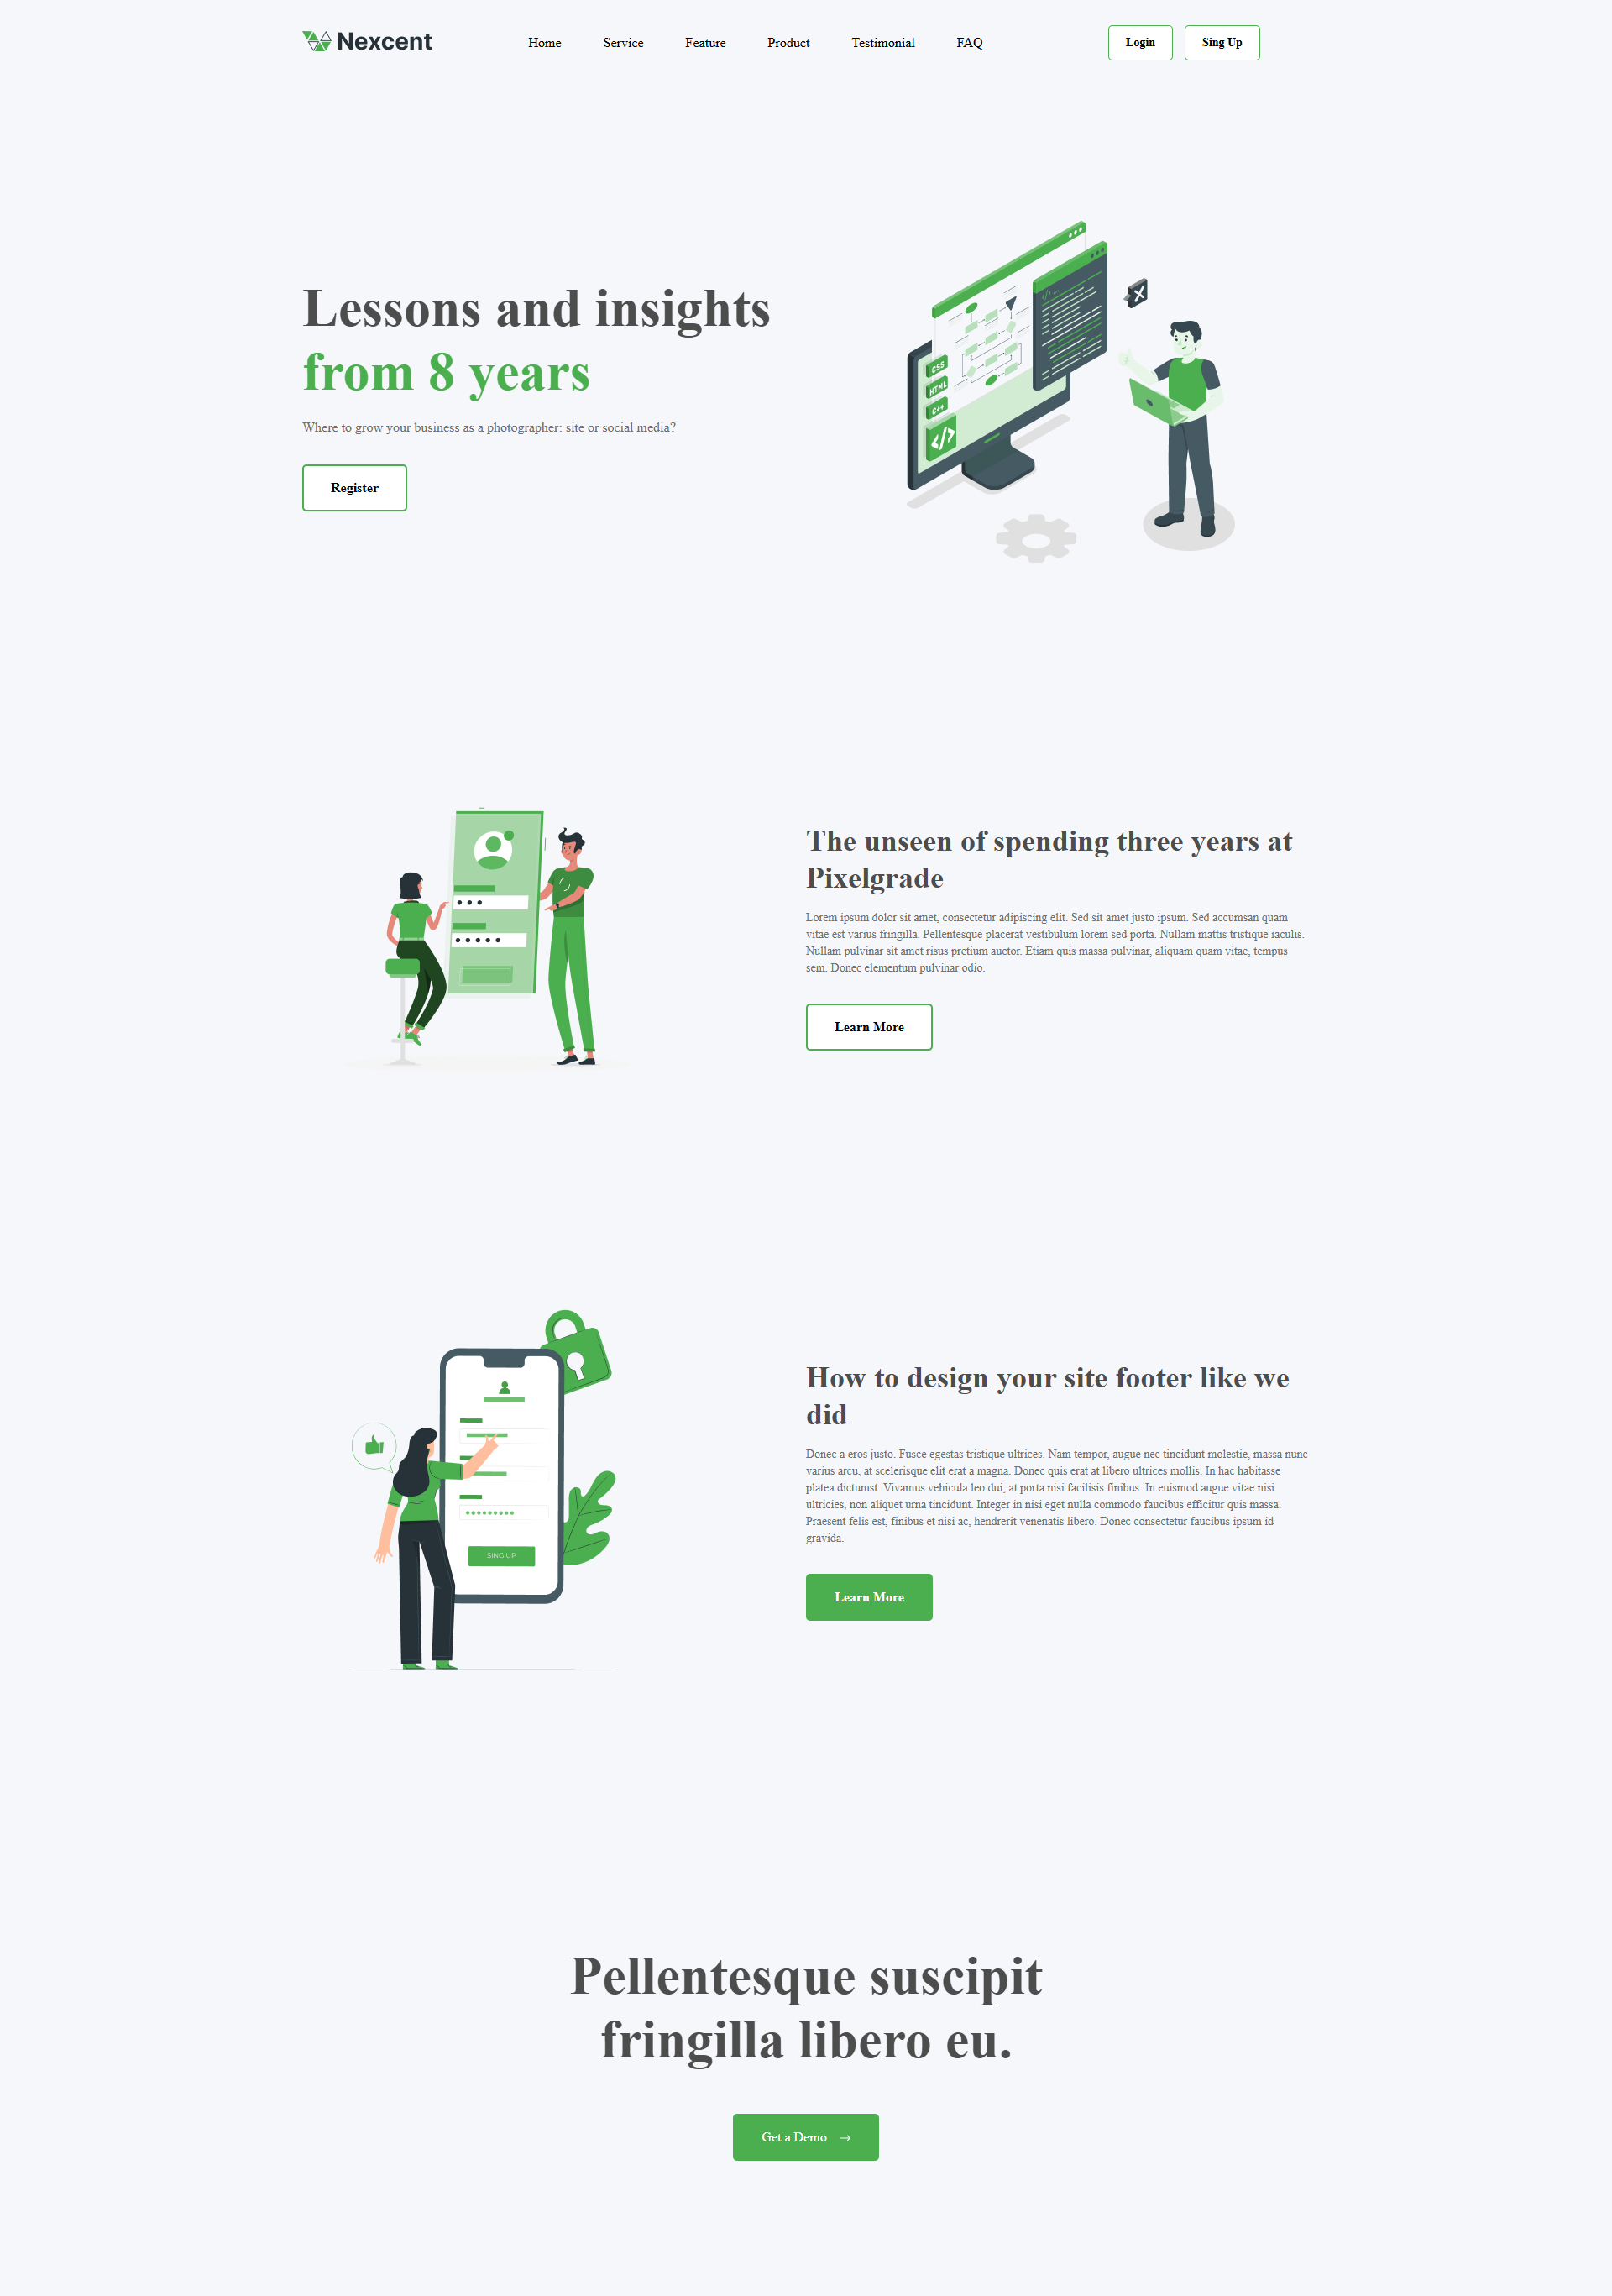 Nexcent
Home Service Feature Product Testimonial FAQ
Login Sing Up
Lessons and insights
from 8 years
Where to grow your business as a photographer: site or social media?
Register
CSS
HTML
C++
</>
The unseen of spending three years at
Pixelgrade
Lorem ipsum dolor sit amet, consectetur adipiscing elit. Sed sit amet justo ipsum. Sed accumsan quam
vitae est varius fringilla. Pellentesque placerat vestibulum lorem sed porta. Nullam mattis tristique iaculis.
Nullam pulvinar sit amet risus pretium auctor. Etiam quis massa pulvinar, aliquam quam vitae, tempus
sem. Donec elementum pulvinar odio.
Learn More
SING UP
How to design your site footer like we
did
Donec a eros justo. Fusce egestas tristique ultrices. Nam tempor, augue nec tincidunt molestie, massa nunc
varius arcu, at scelerisque elit erat a magna. Donec quis erat at libero ultrices mollis. In hac habitasse
platea dictumst. Vivamus vehicula leo dui, at porta nisi facilisis finibus. In euismod augue vitae nisi
ultricies, non aliquet urna tincidunt. Integer in nisi eget nulla commodo faucibus efficitur quis massa.
Praesent felis est, finibus et nisi ac, hendrerit venenatis libero. Donec consectetur faucibus ipsum id
gravida.
Learn More
Pellentesque suscipit
fringilla libero eu.
Get a Demo →